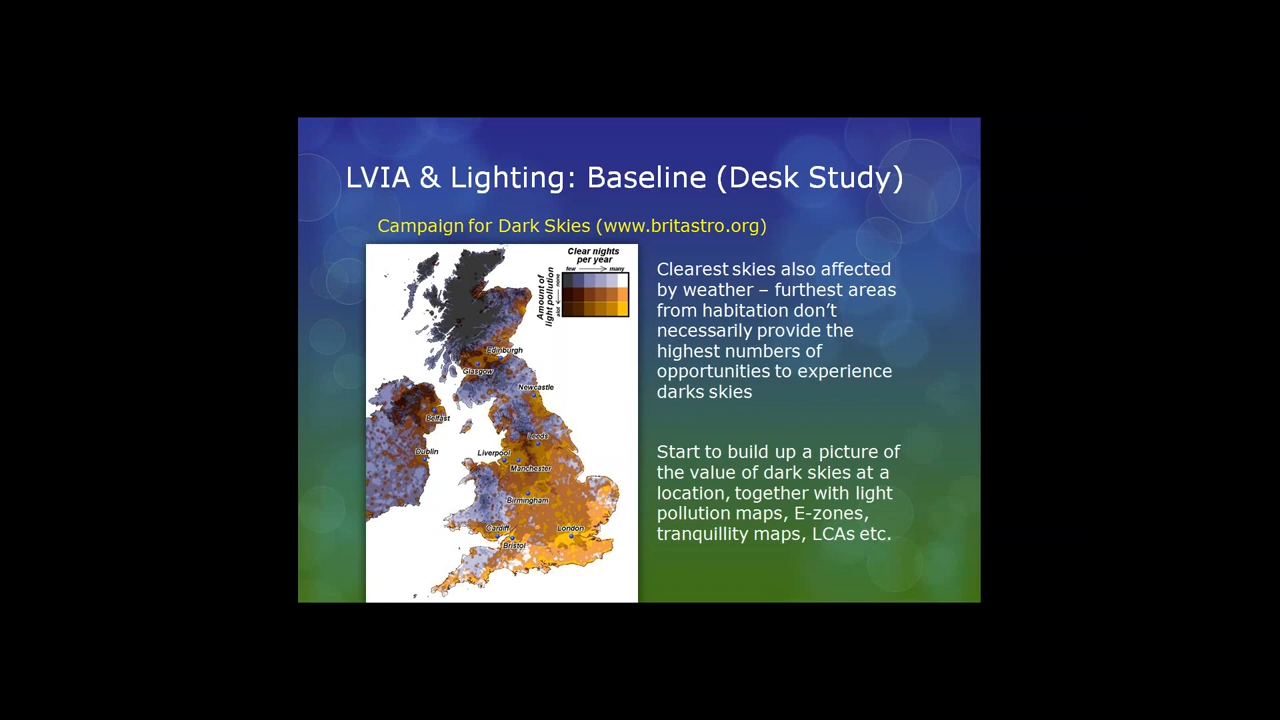 LVIA & Lighting: Baseline (Desk Study)
Campaign for Dark Skies (www.britastro.org)
Clear nights
per year
few
many
Amount of
light pollution
none
alot
Edinburgh
Glasgow
Newcastle
Belfast
Dublin
Leeds
Liverpool
Manchester
Birmingham
Cardiff
London
Bristol
Clearest skies also affected
by weather – furthest areas
from habitation don’t
necessarily provide the
highest numbers of
opportunities to experience
darks skies
Start to build up a picture of
the value of dark skies at a
location, together with light
pollution maps, E-zones,
tranquillity maps, LCAs etc.